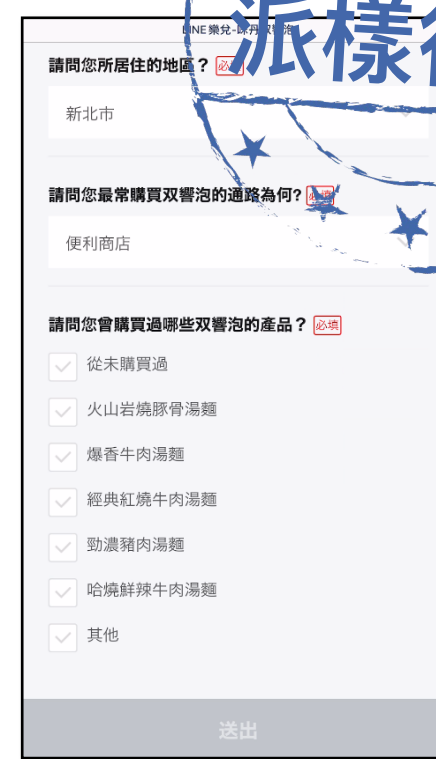 LINE 樂兌-味丹双響泡
派樣
請問您所居住的地區？ 必填
新北市
請問您最常購買双響泡的通路為何? 必填
便利商店
請問您曾購買過哪些双響泡的產品？ 必填
從未購買過
火山岩燒豚骨湯麵
爆香牛肉湯麵
經典紅燒牛肉湯麵
勁濃豬肉湯麵
哈燒鮮辣牛肉湯麵
其他
送出